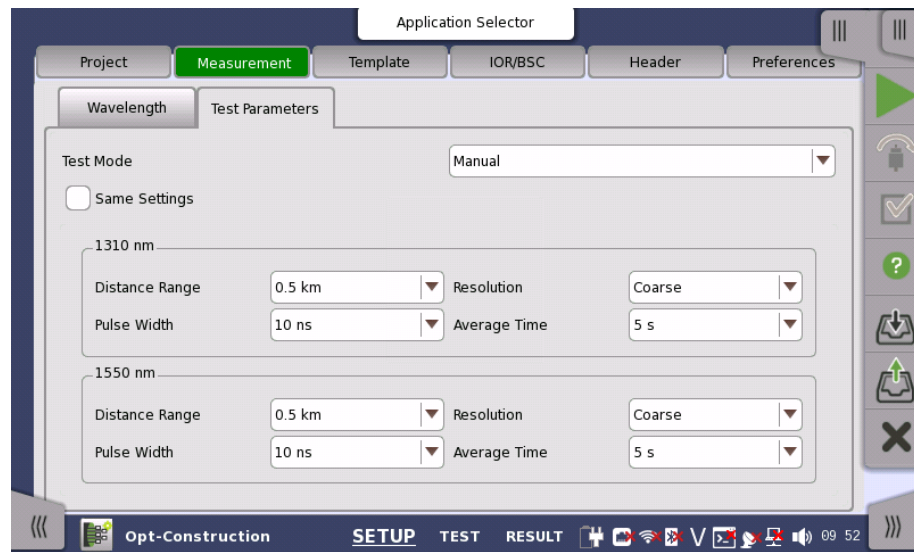 Application Selector
Project Measurement Template IOR/BSC Header Preferences
Wavelength Test Parameters
Test Mode Manual
Same Settings
1310 nm
Distance Range 0.5 km Resolution Coarse
Pulse Width 10 ns Average Time 5 s
1550 nm
Distance Range 0.5 km Resolution Coarse
Pulse Width 10 ns Average Time 5 s
Opt-Construction SETUP TEST RESULT V 09 52